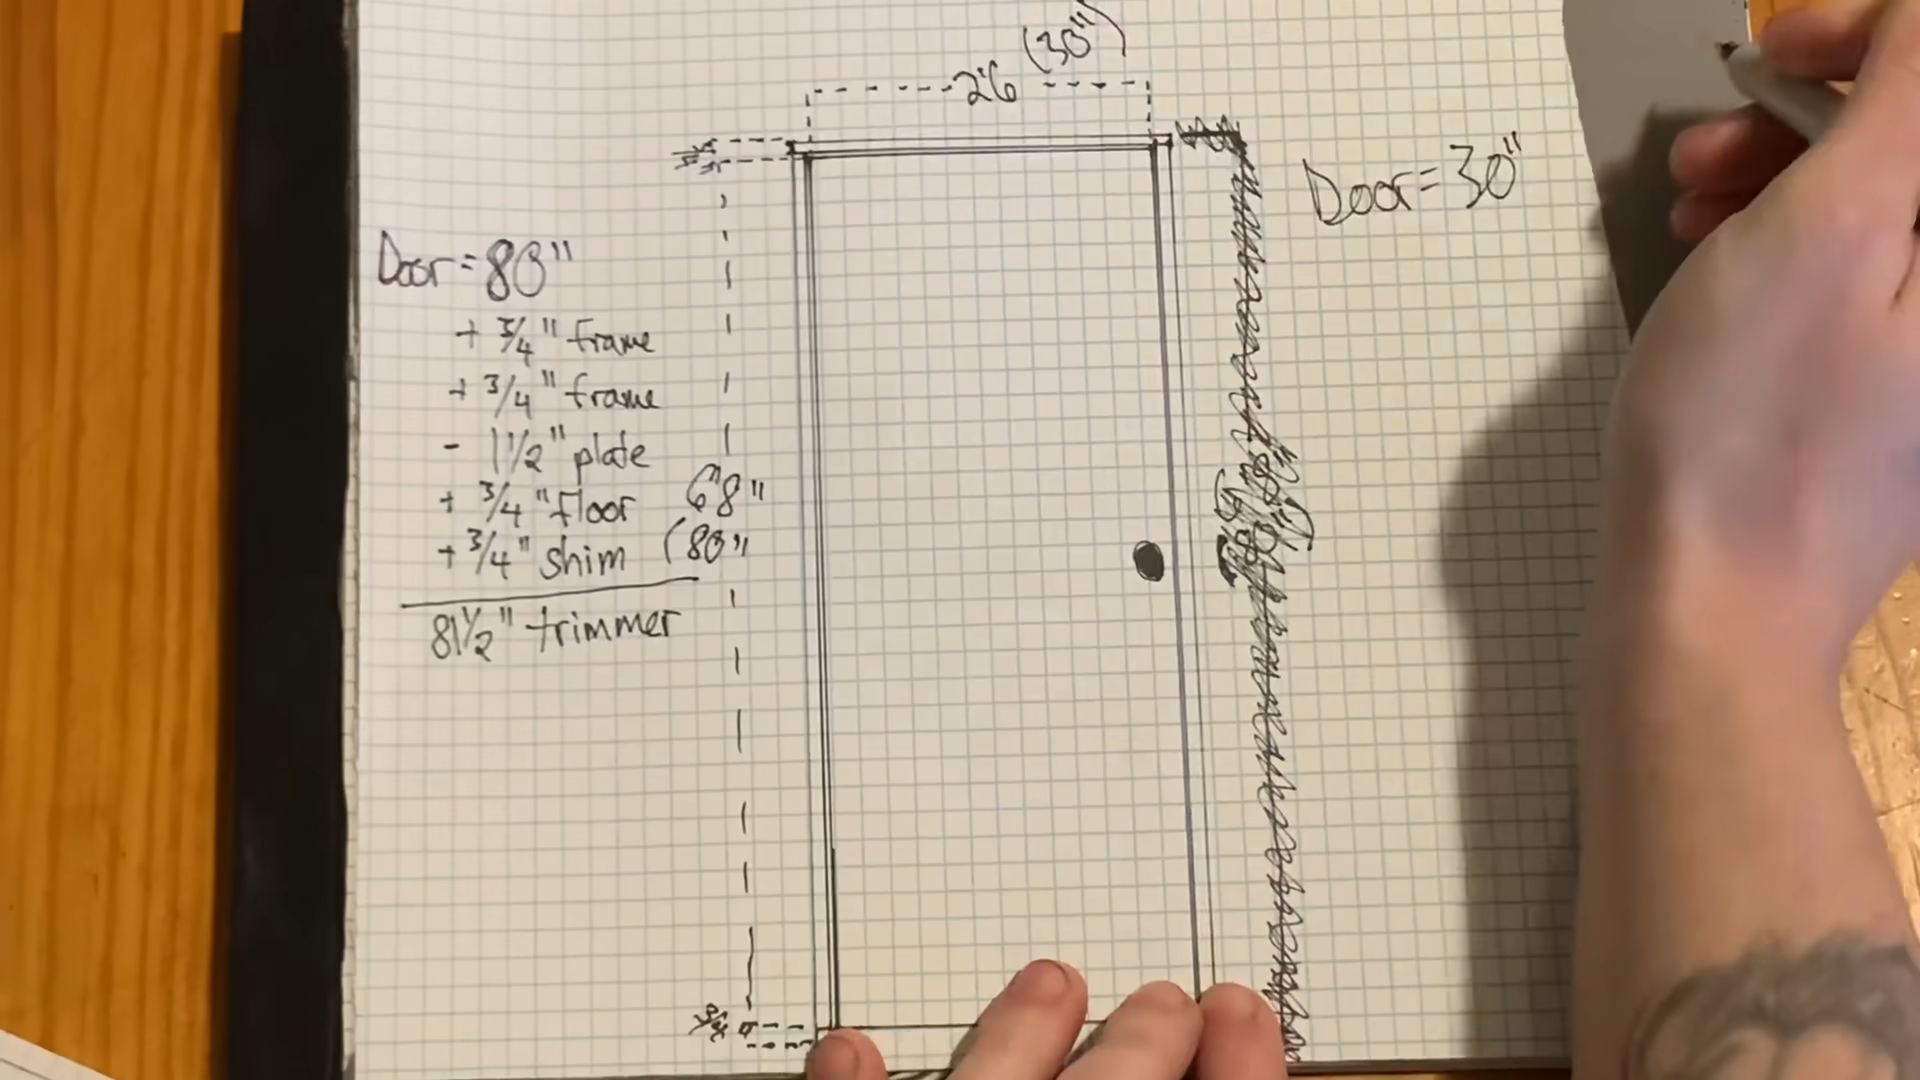 (30")
2'6
Door = 30"
Door = 80"
+ 3/4" frame
+ 3/4" frame
- 1 1/2" plate
+ 3/4" floor
+ 3/4" shim
81 1/2" trimmer
6"8"
(80"